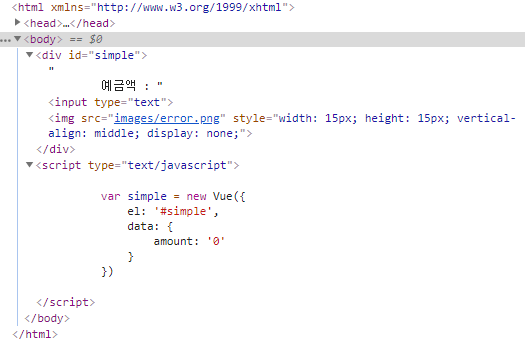 <html xmlns="http://www.w3.org/1999/xhtml">
▶<head>…</head>
…▼<body> == $0
▼<div id="simple">
"
예금액 : "
<input type="text">
<img src="images/error.png" style="width: 15px; height: 15px; vertical-
align: middle; display: none;">
</div>
▼<script type="text/javascript">
var simple = new Vue({
el: '#simple',
data: {
amount: '0'
}
})
</script>
</body>
</html>